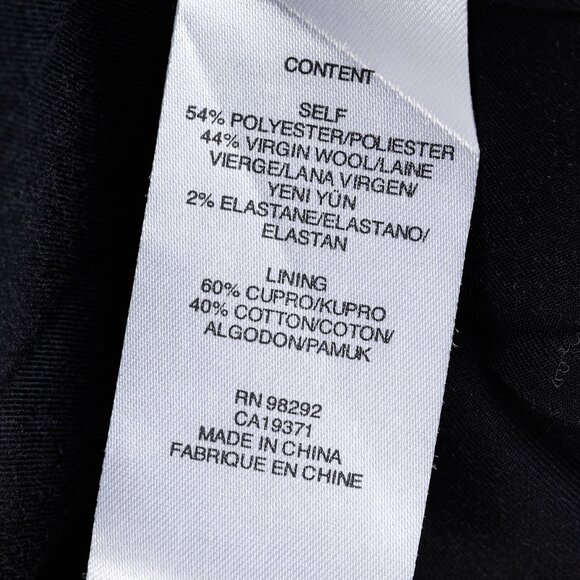 CONTENT
SELF
54% POLYESTER/POLIESTER
44% VIRGIN WOOL/LAINE
VIERGE/LANA VIRGEN/
YENI YÜN
2% ELASTANE/ELASTANO/
ELASTAN
LINING
60% CUPRO/KUPRO
40% COTTON/COTON/
ALGODON/PAMUK
RN 98292
CA19371
MADE IN CHINA
FABRIQUE EN CHINE